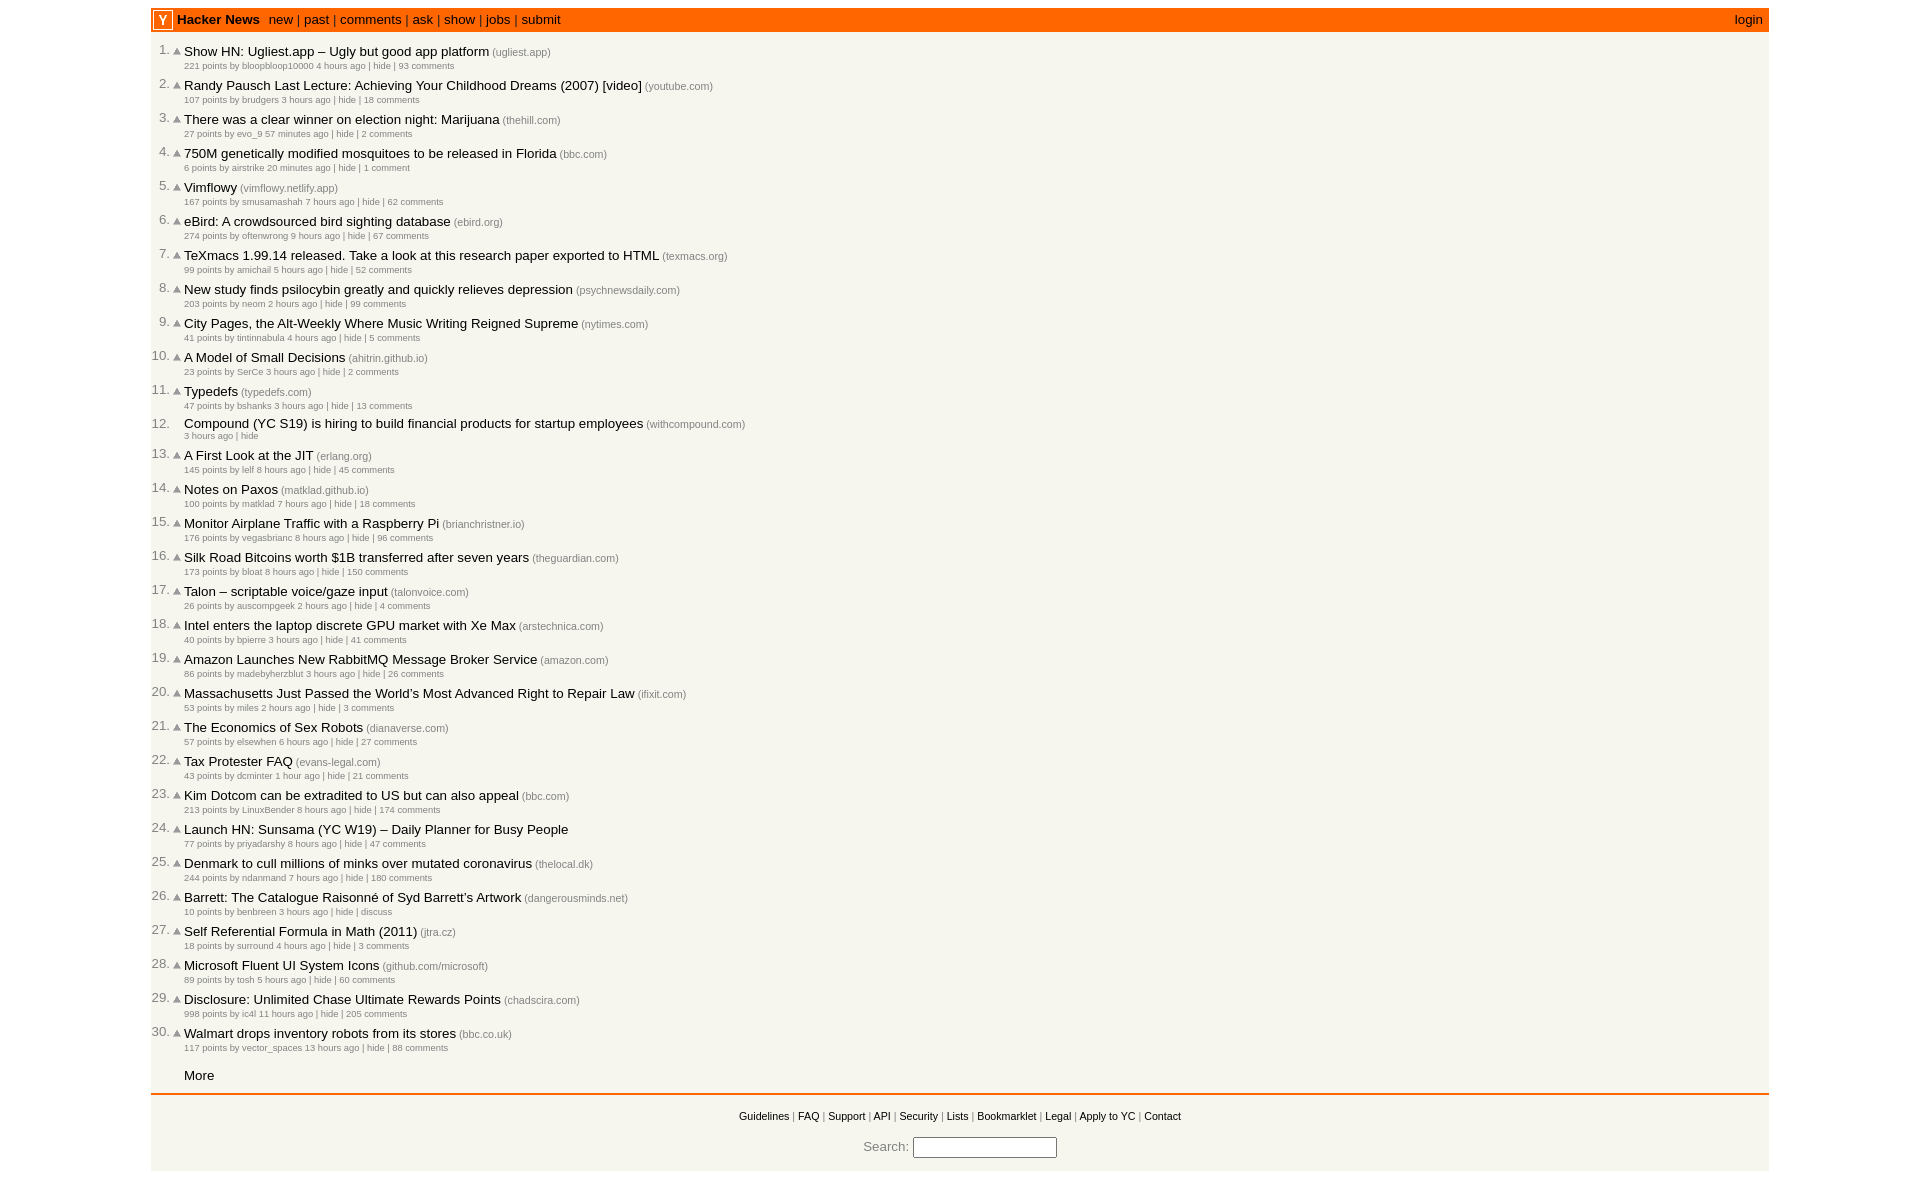 Y Hacker News new | past | comments | ask | show | jobs | submit login
1. Show HN: Ugliest.app – Ugly but good app platform (ugliest.app)
221 points by bloopbloop10000 4 hours ago | hide | 93 comments
2. Randy Pausch Last Lecture: Achieving Your Childhood Dreams (2007) [video] (youtube.com)
107 points by brudgers 3 hours ago | hide | 18 comments
3. There was a clear winner on election night: Marijuana (thehill.com)
27 points by evo_9 57 minutes ago | hide | 2 comments
4. 750M genetically modified mosquitoes to be released in Florida (bbc.com)
6 points by airstrike 20 minutes ago | hide | 1 comment
5. Vimflowy (vimflowy.netlify.app)
167 points by smusamashah 7 hours ago | hide | 62 comments
6. eBird: A crowdsourced bird sighting database (ebird.org)
274 points by oftenwrong 9 hours ago | hide | 67 comments
7. TeXmacs 1.99.14 released. Take a look at this research paper exported to HTML (texmacs.org)
99 points by amichail 5 hours ago | hide | 52 comments
8. New study finds psilocybin greatly and quickly relieves depression (psychnewsdaily.com)
203 points by neom 2 hours ago | hide | 99 comments
9. City Pages, the Alt-Weekly Where Music Writing Reigned Supreme (nytimes.com)
41 points by tintinnabula 4 hours ago | hide | 5 comments
10. A Model of Small Decisions (ahitrin.github.io)
23 points by SerCe 3 hours ago | hide | 2 comments
11. Typedefs (typedefs.com)
47 points by bshanks 3 hours ago | hide | 13 comments
12. Compound (YC S19) is hiring to build financial products for startup employees (withcompound.com)
3 hours ago | hide
13. A First Look at the JIT (erlang.org)
145 points by lelf 8 hours ago | hide | 45 comments
14. Notes on Paxos (matklad.github.io)
100 points by matklad 7 hours ago | hide | 18 comments
15. Monitor Airplane Traffic with a Raspberry Pi (brianchristner.io)
176 points by vegasbrianc 8 hours ago | hide | 96 comments
16. Silk Road Bitcoins worth $1B transferred after seven years (theguardian.com)
173 points by bloat 8 hours ago | hide | 150 comments
17. Talon – scriptable voice/gaze input (talonvoice.com)
26 points by auscompgeek 2 hours ago | hide | 4 comments
18. Intel enters the laptop discrete GPU market with Xe Max (arstechnica.com)
40 points by bpierre 3 hours ago | hide | 41 comments
19. Amazon Launches New RabbitMQ Message Broker Service (amazon.com)
86 points by madebyherzblut 3 hours ago | hide | 26 comments
20. Massachusetts Just Passed the World’s Most Advanced Right to Repair Law (ifixit.com)
53 points by miles 2 hours ago | hide | 3 comments
21. The Economics of Sex Robots (dianaverse.com)
57 points by elsewhen 6 hours ago | hide | 27 comments
22. Tax Protester FAQ (evans-legal.com)
43 points by dcminter 1 hour ago | hide | 21 comments
23. Kim Dotcom can be extradited to US but can also appeal (bbc.com)
213 points by LinuxBender 8 hours ago | hide | 174 comments
24. Launch HN: Sunsama (YC W19) – Daily Planner for Busy People
77 points by priyadarshy 8 hours ago | hide | 47 comments
25. Denmark to cull millions of minks over mutated coronavirus (thelocal.dk)
244 points by ndanmand 7 hours ago | hide | 180 comments
26. Barrett: The Catalogue Raisonné of Syd Barrett’s Artwork (dangerousminds.net)
10 points by benbreen 3 hours ago | hide | discuss
27. Self Referential Formula in Math (2011) (jtra.cz)
18 points by surround 4 hours ago | hide | 3 comments
28. Microsoft Fluent UI System Icons (github.com/microsoft)
89 points by tosh 5 hours ago | hide | 60 comments
29. Disclosure: Unlimited Chase Ultimate Rewards Points (chadscira.com)
998 points by ic4l 11 hours ago | hide | 205 comments
30. Walmart drops inventory robots from its stores (bbc.co.uk)
117 points by vector_spaces 13 hours ago | hide | 88 comments
More
Guidelines | FAQ | Support | API | Security | Lists | Bookmarklet | Legal | Apply to YC | Contact
Search: